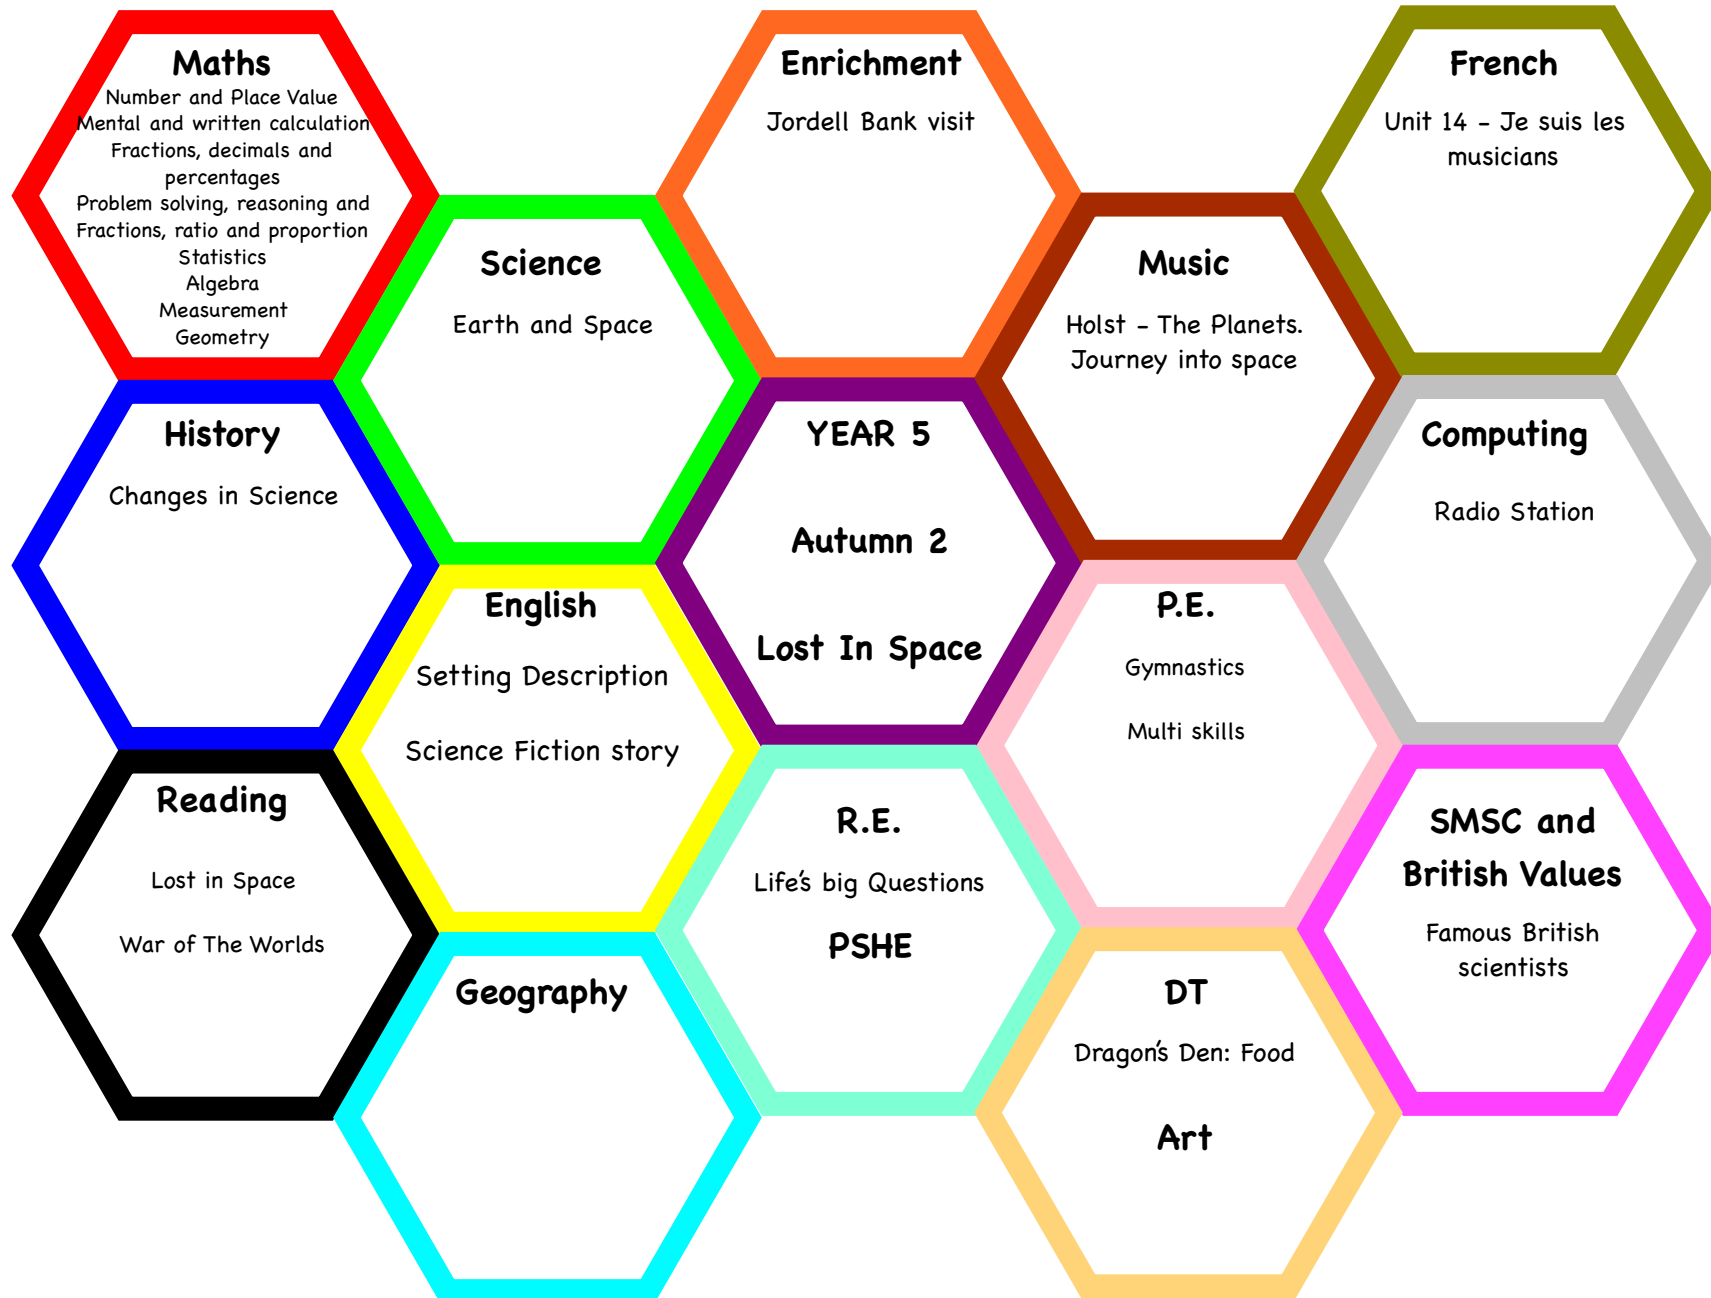 Maths
Number and Place Value
Mental and written calculation
Fractions, decimals and
percentages
Problem solving, reasoning and
Fractions, ratio and proportion
Statistics
Algebra
Measurement
Geometry
Enrichment
Jordell Bank visit
French
Unit 14 - Je suis les
musicians
Science
Earth and Space
Music
Holst - The Planets.
Journey into space
History
Changes in Science
YEAR 5
Autumn 2
Lost In Space
Computing
Radio Station
English
Setting Description
Science Fiction story
P.E.
Gymnastics
Multi skills
Reading
Lost in Space
War of The Worlds
R.E.
Life's big Questions
PSHE
SMSC and
British Values
Famous British
scientists
Geography
DT
Dragon's Den: Food
Art